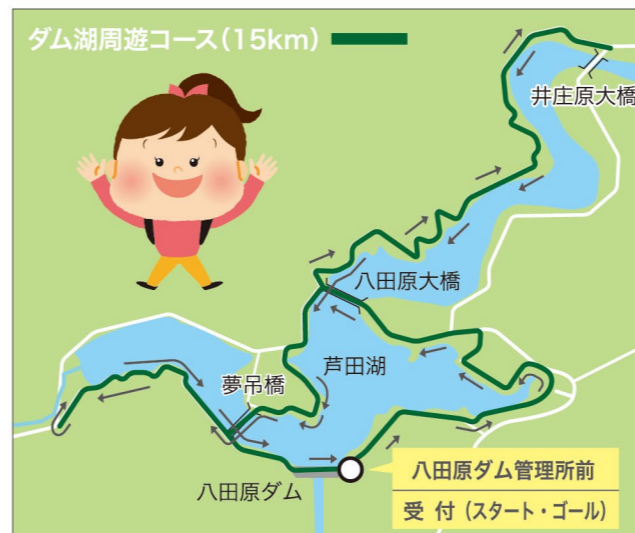 ダム湖周遊コース(15km)
井庄原大橋
八田原大橋
芦田湖
夢吊橋
八田原ダム
八田原ダム管理所前
受 付 (スタート・ゴール)